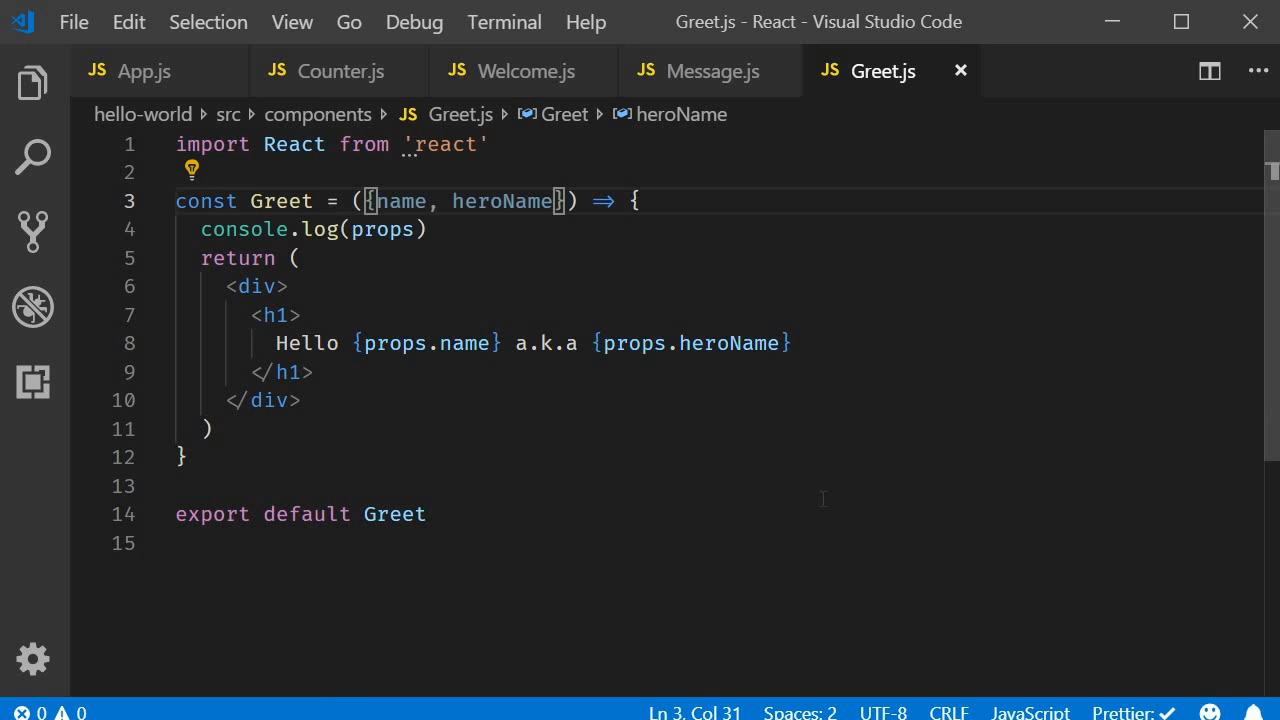 File Edit Selection View Go Debug Terminal Help Greet.js - React - Visual Studio Code
JS App.js JS Counter.js JS Welcome.js JS Message.js JS Greet.js
hello-world src components JS Greet.js Greet heroName
1 import React from 'react'
2
3 const Greet = ({name, heroName}) => {
4 console.log(props)
5 return (
6 <div>
7 <h1>
8 Hello {props.name} a.k.a {props.heroName}
9 </h1>
10 </div>
11 )
12 }
13
14 export default Greet
15
0 0 Ln 3, Col 31 Spaces: 2 UTF-8 CRLF JavaScript Prettier: ✓